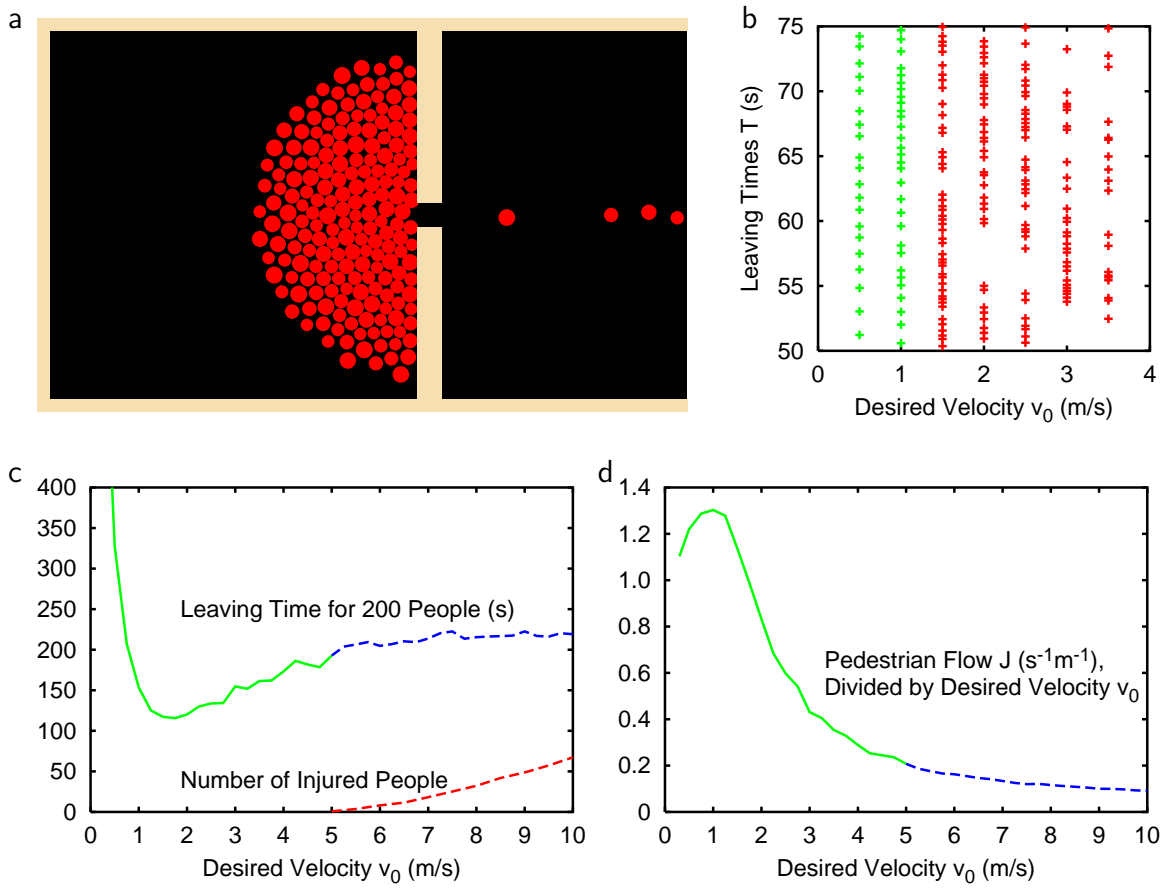 a
b
75
70
65
60
55
50
Leaving Times T (s)
0 1 2 3 4
Desired Velocity v₀ (m/s)
c
400
350
300
250
200
150
100
50
0
Leaving Time for 200 People (s)
Number of Injured People
0 1 2 3 4 5 6 7 8 9 10
Desired Velocity v₀ (m/s)
d
1.4
1.2
1.0
0.8
0.6
0.4
0.2
0
Pedestrian Flow J (s⁻¹m⁻¹),
Divided by Desired Velocity v₀
0 1 2 3 4 5 6 7 8 9 10
Desired Velocity v₀ (m/s)